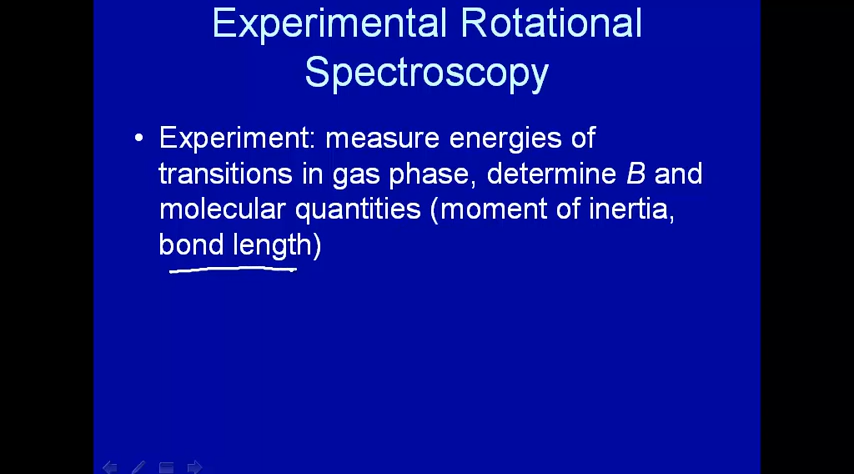 Experimental Rotational
Spectroscopy
• Experiment: measure energies of
transitions in gas phase, determine B and
molecular quantities (moment of inertia,
bond length)